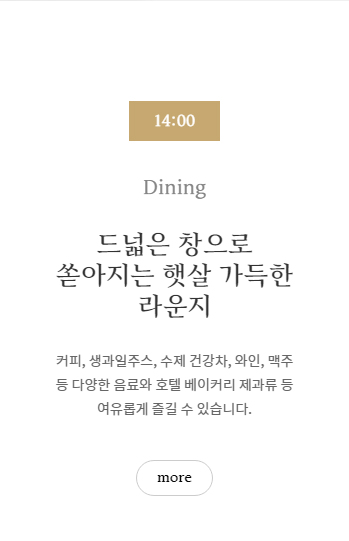 14:00
Dining
드넓은 창으로
쏟아지는 햇살 가득한
라운지
커피, 생과일주스, 수제 건강차, 와인, 맥주
등 다양한 음료와 호텔 베이커리 제과류 등
여유롭게 즐길 수 있습니다.
more